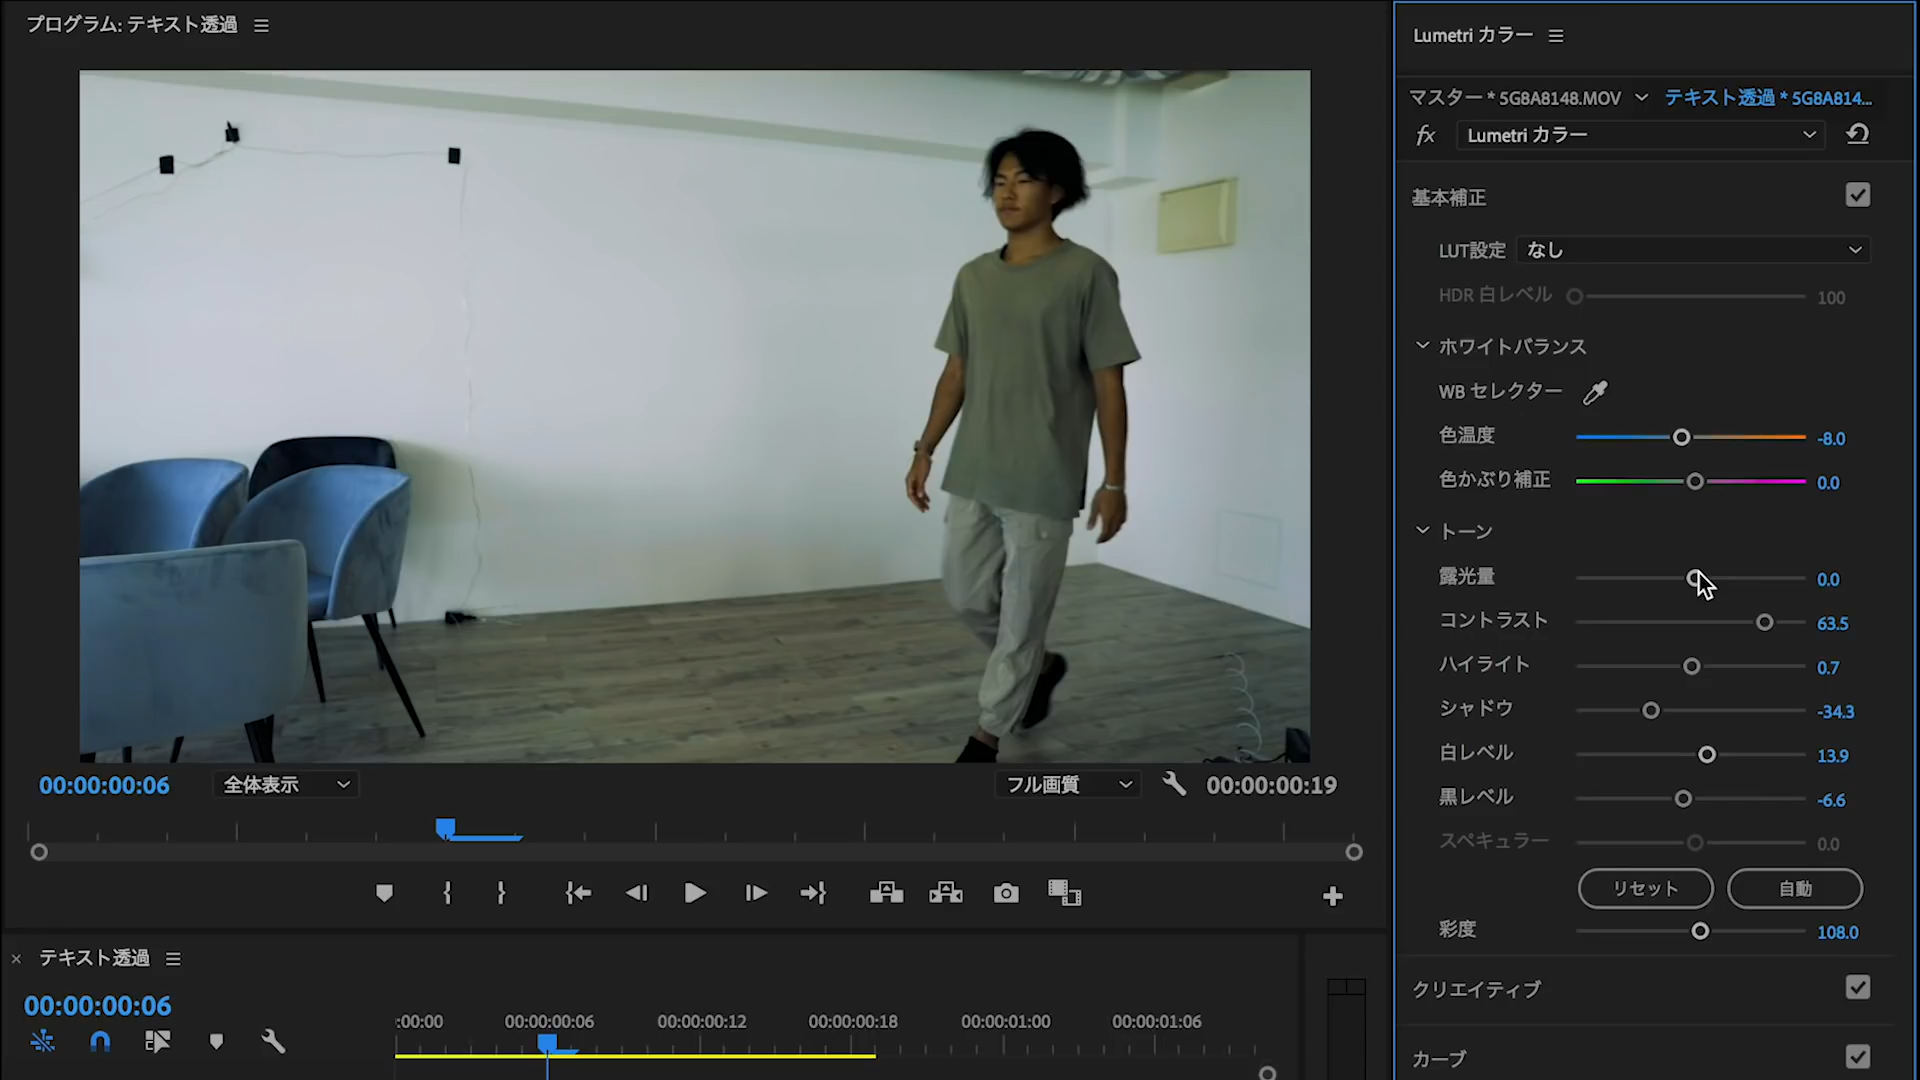 プログラム: テキスト透過
00:00:00:06
全体表示
フル画質
00:00:00:19
テキスト透過
00:00:00:06
:00:00
00:00:00:06
00:00:00:12
00:00:00:18
00:00:01:00
00:00:01:06
Lumetri カラー
マスター * 5G8A8148.MOV
テキスト透過 * 5G8A814...
fx
Lumetri カラー
基本補正
LUT設定
なし
HDR 白レベル
100
ホワイトバランス
WB セレクター
色温度
-8.0
色かぶり補正
0.0
トーン
露光量
0.0
コントラスト
63.5
ハイライト
0.7
シャドウ
-34.3
白レベル
13.9
黒レベル
-6.6
スペキュラー
0.0
リセット
自動
彩度
108.0
クリエイティブ
カーブ